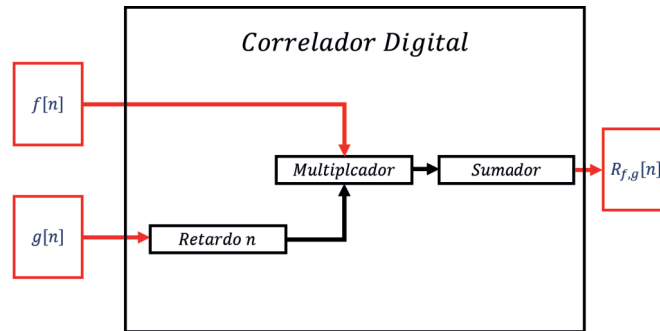 Correlador Digital
f[n]
Multiplcador
Sumador
R_{f,g}[n]
g[n]
Retardo n